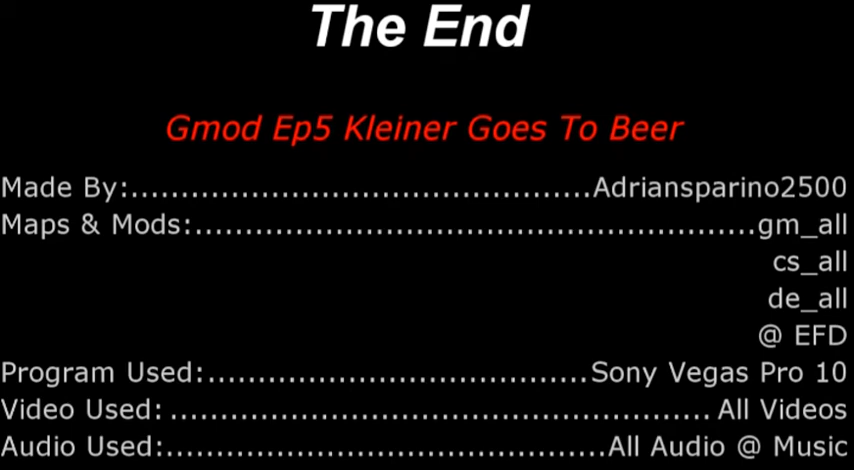 The End
Gmod Ep5 Kleiner Goes To Beer
Made By:..............................................Adriansparino2500
Maps & Mods:........................................................gm_all
cs_all
de_all
@ EFD
Program Used:......................................Sony Vegas Pro 10
Video Used: ...................................................... All Videos
Audio Used:............................................All Audio @ Music